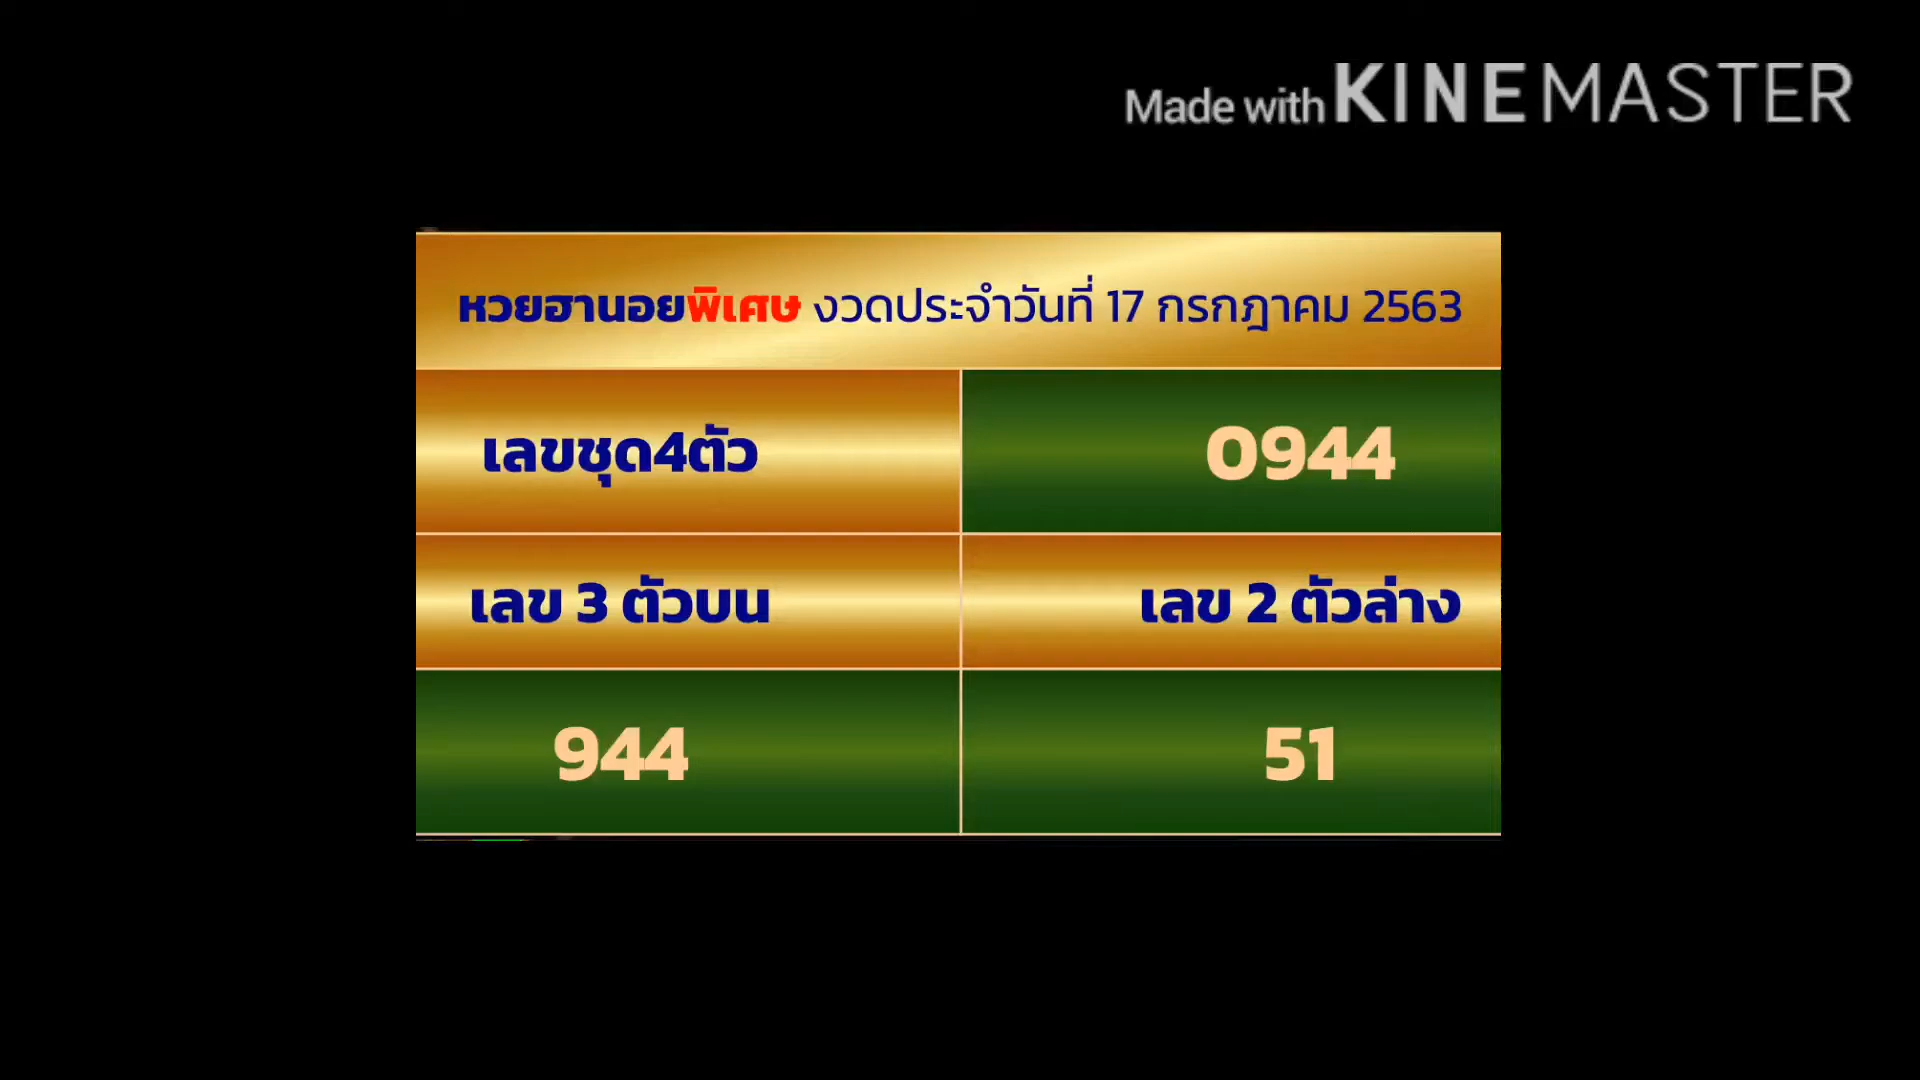 Made with KINEMASTER
หวยฮานอยพิเศษ งวดประจำวันที่ 17 กรกฎาคม 2563
เลขชุด4ตัว 0944
เลข 3 ตัวบน เลข 2 ตัวล่าง
944 51